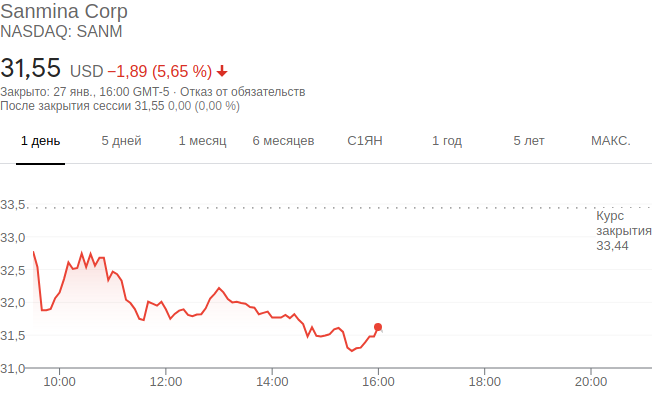 Sanmina Corp
NASDAQ: SANM
31,55 USD −1,89 (5,65 %)
Закрыто: 27 янв., 16:00 GMT-5 · Отказ от обязательств
После закрытия сессии 31,55 0,00 (0,00 %)
1 день 5 дней 1 месяц 6 месяцев С1ЯН 1 год 5 лет МАКС.
33,5
Курс
закрытия
33,44
33,0
32,5
32,0
31,5
31,0
10:00 12:00 14:00 16:00 18:00 20:00